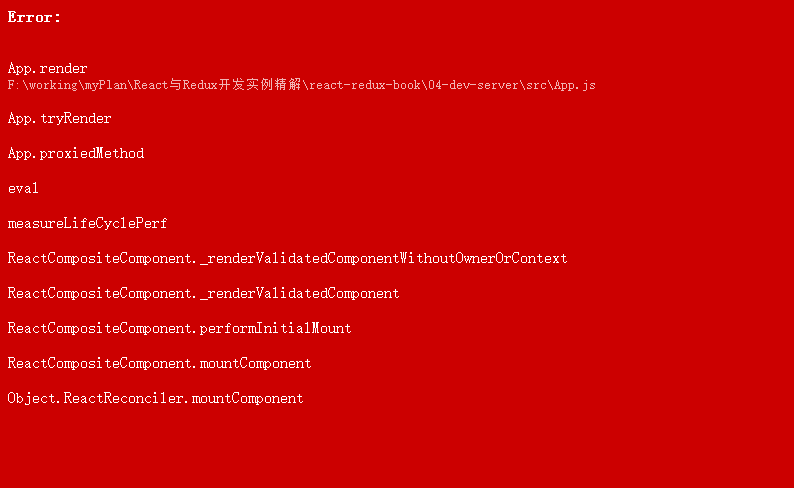 Error:
App.render
F:\working\myPlan\React与Redux开发实例精解\react-redux-book\04-dev-server\src\App.js
App.tryRender
App.proxiedMethod
eval
measureLifeCyclePerf
ReactCompositeComponent._renderValidatedComponentWithoutOwnerOrContext
ReactCompositeComponent._renderValidatedComponent
ReactCompositeComponent.performInitialMount
ReactCompositeComponent.mountComponent
Object.ReactReconciler.mountComponent